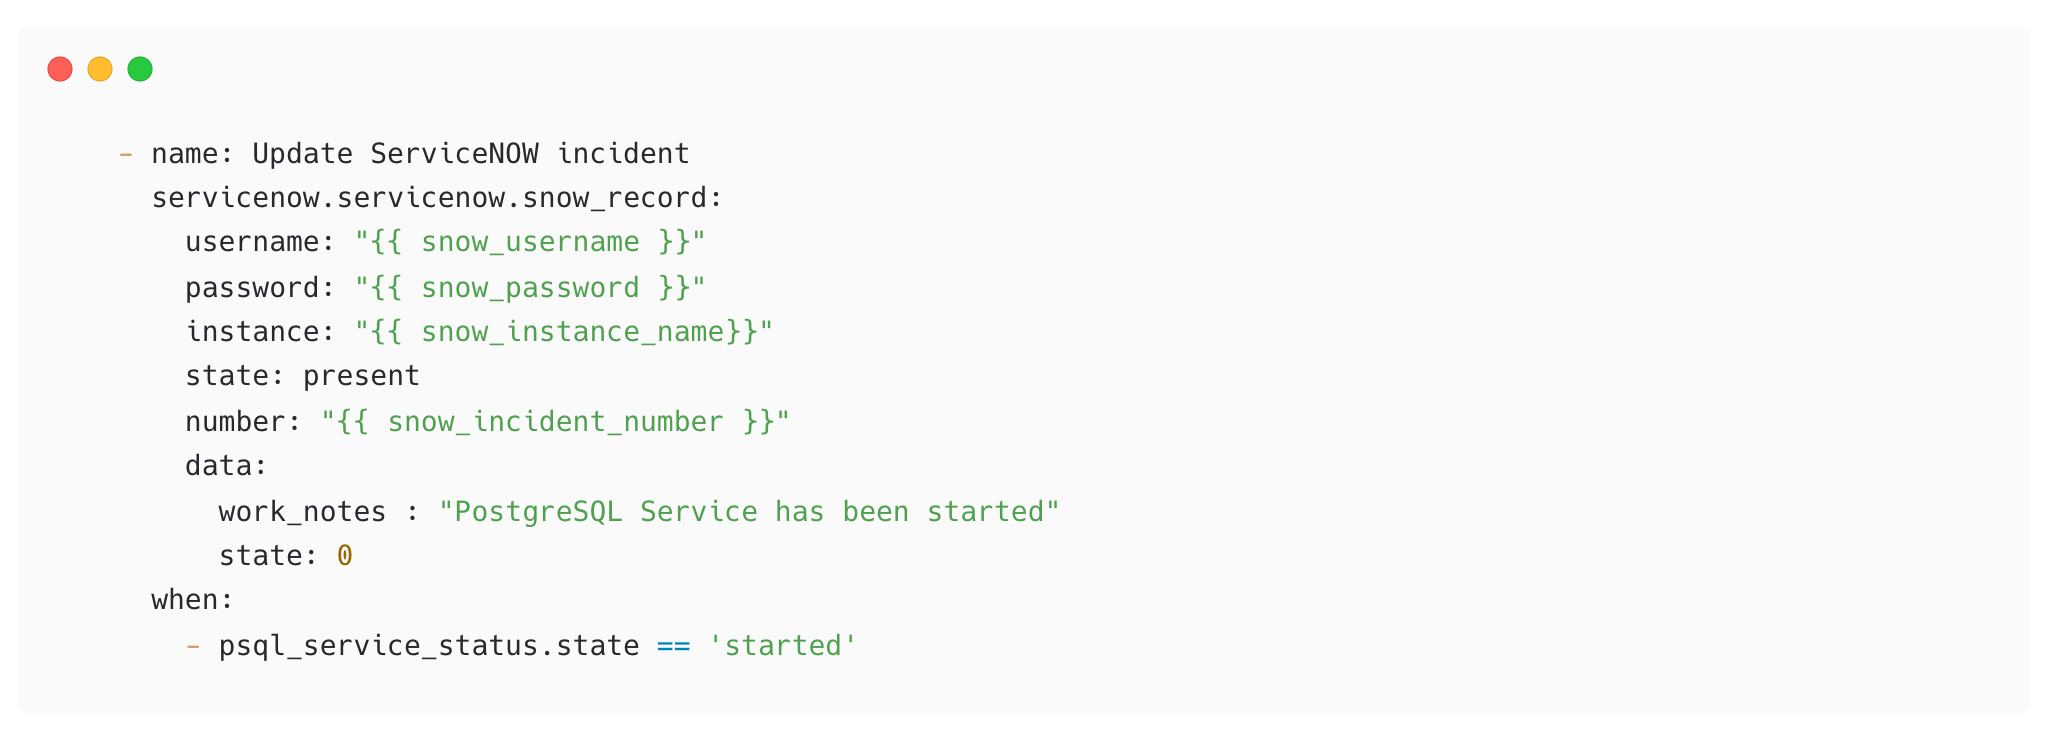 - name: Update ServiceNOW incident
  servicenow.servicenow.snow_record:
    username: "{{ snow_username }}"
    password: "{{ snow_password }}"
    instance: "{{ snow_instance_name}}"
    state: present
    number: "{{ snow_incident_number }}"
    data:
      work_notes : "PostgreSQL Service has been started"
      state: 0
  when:
    - psql_service_status.state == 'started'